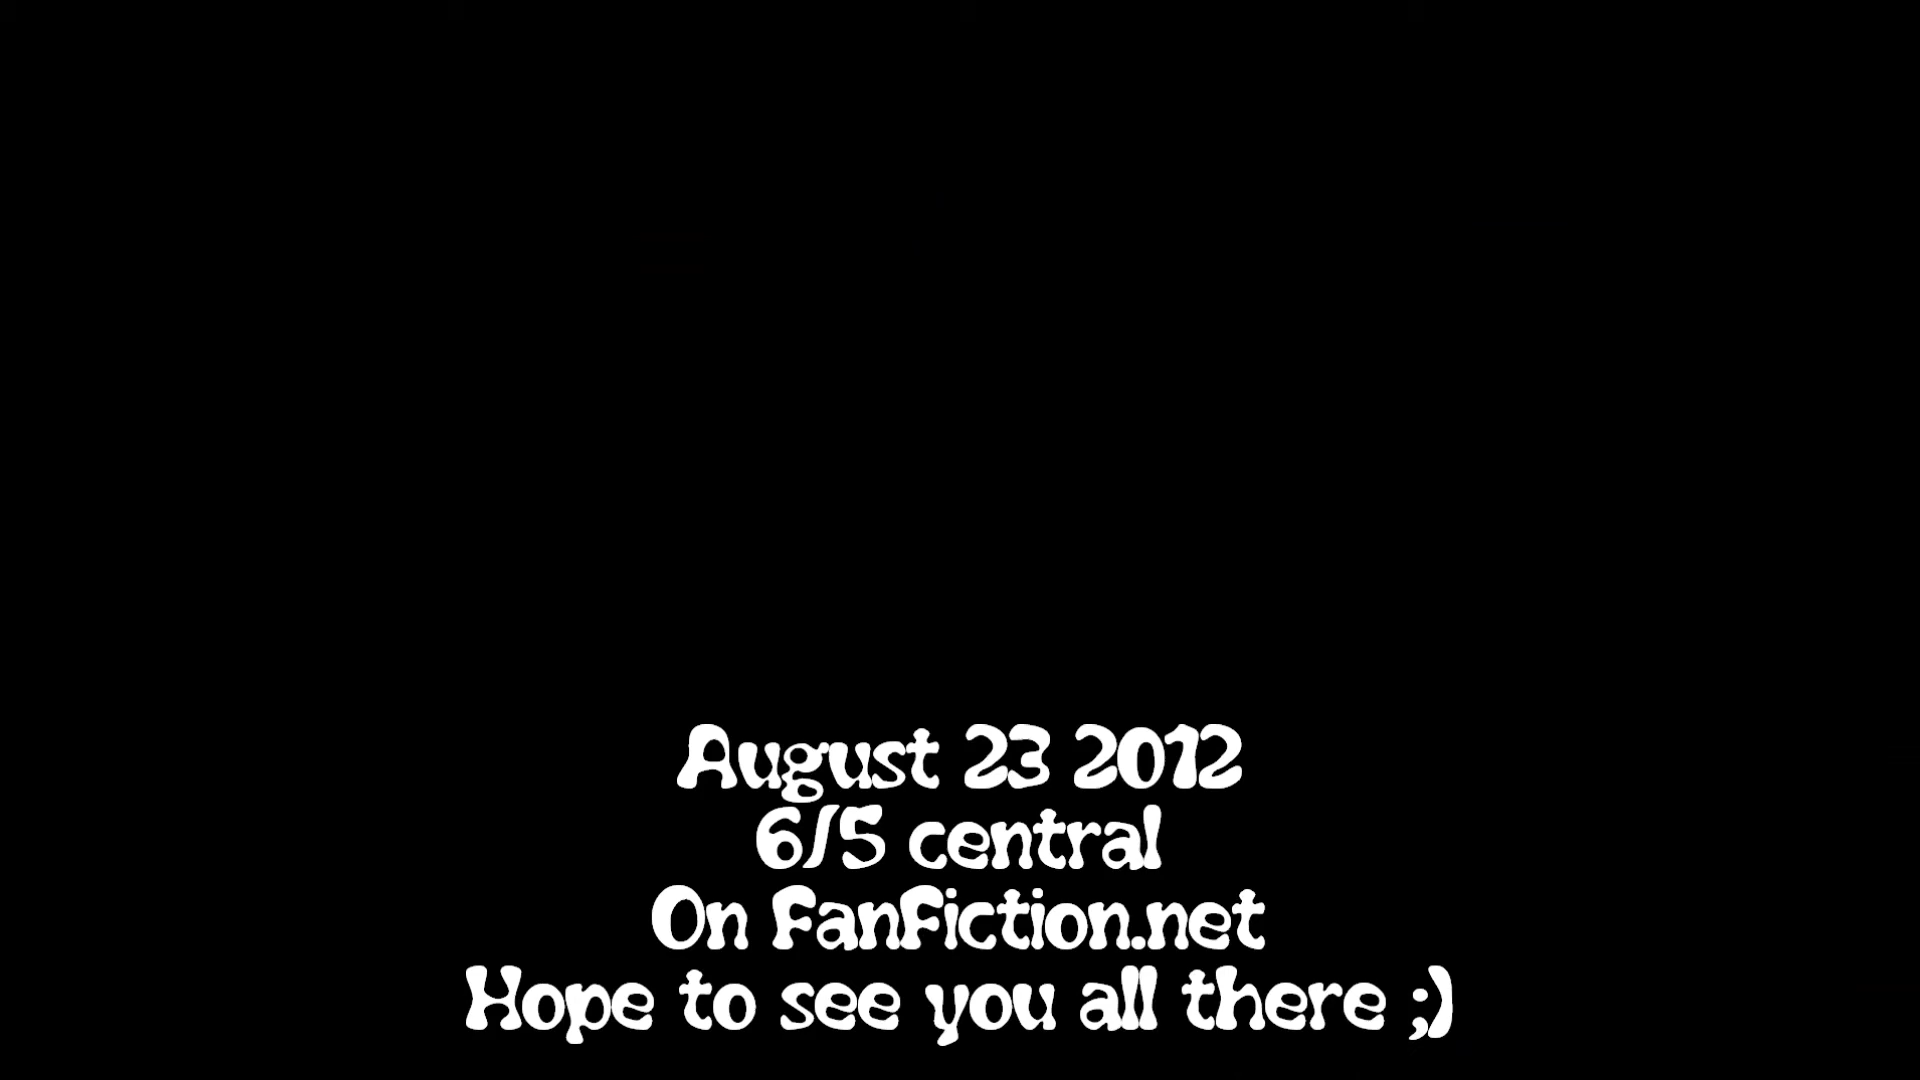 August 23 2012
6/5 central
On FanFiction.net
Hope to see you all there ;)